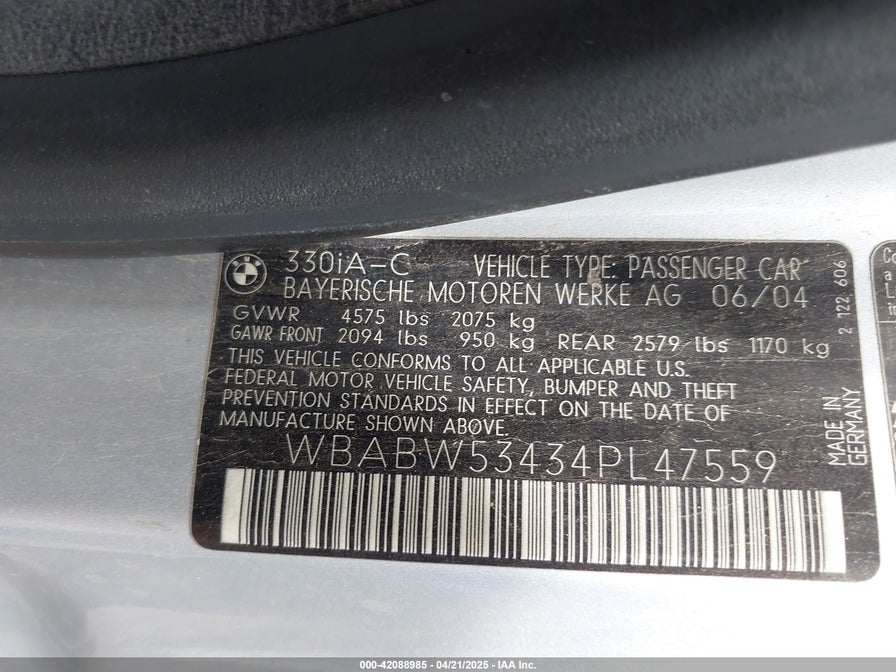 330iA-C VEHICLE TYPE: PASSENGER CAR
BAYERISCHE MOTOREN WERKE AG 06/04
GVWR 4575 lbs 2075 kg
GAWR FRONT 2094 lbs 950 kg REAR 2579 lbs 1170 kg
THIS VEHICLE CONFORMS TO ALL APPLICABLE U.S.
FEDERAL MOTOR VEHICLE SAFETY, BUMPER AND THEFT
PREVENTION STANDARDS IN EFFECT ON THE DATE OF
MANUFACTURE SHOWN ABOVE.
WBABW53434PL47559
2 122 606
MADE IN
GERMANY
000-42088985 04/21/2025 - IAA Inc.